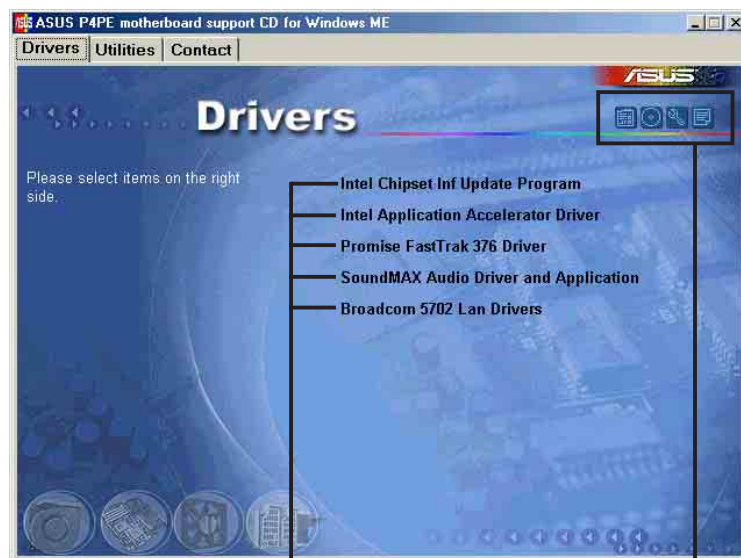 ASUS P4PE motherboard support CD for Windows ME
Drivers Utilities Contact
ASUS
Drivers
Please select items on the right
side.
Intel Chipset Inf Update Program
Intel Application Accelerator Driver
Promise FastTrak 376 Driver
SoundMAX Audio Driver and Application
Broadcom 5702 Lan Drivers